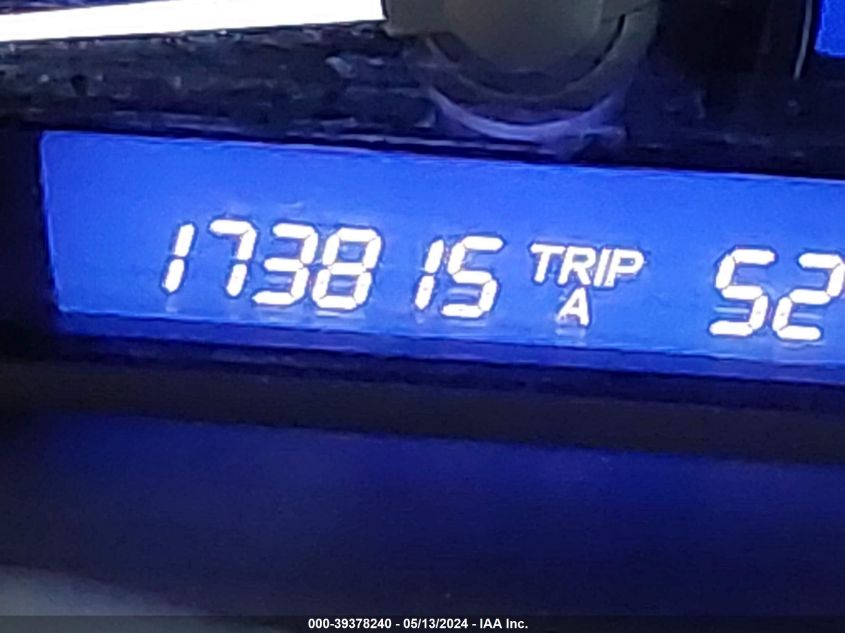 173815 TRIP A 52
000-39378240 - 05/13/2024 - IAA Inc.